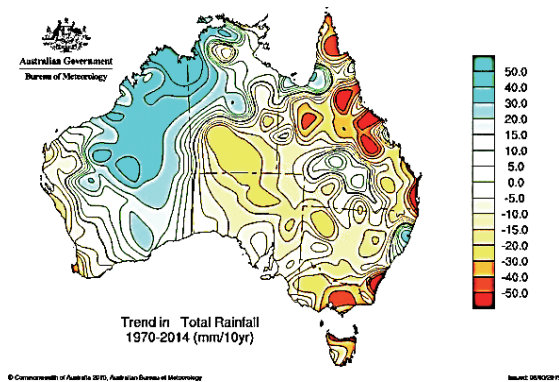 Australian Government
Bureau of Meteorology
50.0
40.0
30.0
20.0
15.0
10.0
5.0
0.0
-5.0
-10.0
-15.0
-20.0
-30.0
-40.0
-50.0
Trend in Total Rainfall
1970-2014 (mm/10yr)
© Commonwealth of Australia 2015, Australian Bureau of Meteorology
Issued: